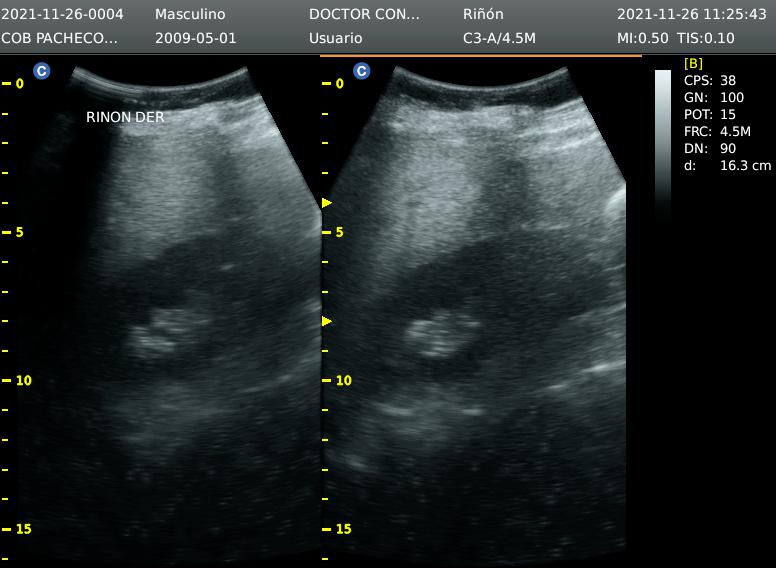 2021-11-26-0004 Masculino DOCTOR CON... Riñón 2021-11-26 11:25:43
COB PACHECO... 2009-05-01 Usuario C3-A/4.5M MI:0.50 TIS:0.10
C C
[B]
0 0
CPS: 38
GN: 100
RINON DER
POT: 15
FRC: 4.5M
DN: 90
d: 16.3 cm
5 5
10 10
15 15